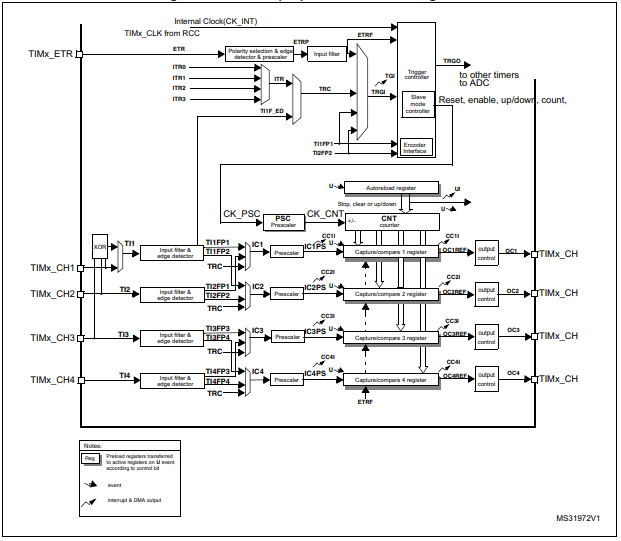 Internal Clock(CK_INT)
TIMx_CLK from RCC
ETRF
TIMx_ETR
ETR
Polarity selection & edge
detector & prescaler
ETRP
Input filter
Trigger
controller
TRGO
to other timers
to ADC
ITR0
ITR1
ITR2
ITR3
ITR
TRC
TI1F_ED
TGI
TRGI
Slave
mode
controller
Reset, enable, up/down, count,
TI1FP1
TI2FP2
Encoder
Interface
U
Autoreload register
UI
Stop, clear or up/down
U
CK_PSC
PSC
Prescaler
CK_CNT
+/-
CNT
counter
XOR
TI1
Input filter &
edge detector
TI1FP1
TI1FP2
TRC
IC1
Prescaler
IC1PS
CC1I
U
Capture/compare 1 register
CC1I
OC1REF
output
control
OC1
TIMx_CH
TIMx_CH1
TIMx_CH2
TI2
Input filter &
edge detector
TI2FP1
TI2FP2
TRC
IC2
Prescaler
IC2PS
CC2I
U
Capture/compare 2 register
CC2I
OC2REF
output
control
OC2
TIMx_CH
TIMx_CH3
TI3
Input filter &
edge detector
TI3FP3
TI3FP4
TRC
IC3
Prescaler
IC3PS
CC3I
U
Capture/compare 3 register
CC3I
OC3REF
output
control
OC3
TIMx_CH
TIMx_CH4
TI4
Input filter &
edge detector
TI4FP3
TI4FP4
TRC
IC4
Prescaler
IC4PS
CC4I
U
Capture/compare 4 register
CC4I
OC4REF
output
control
OC4
TIMx_CH
ETRF
Notes:
Reg
Preload registers transferred
to active registers on U event
according to control bit
event
interrupt & DMA output
MS31972V1